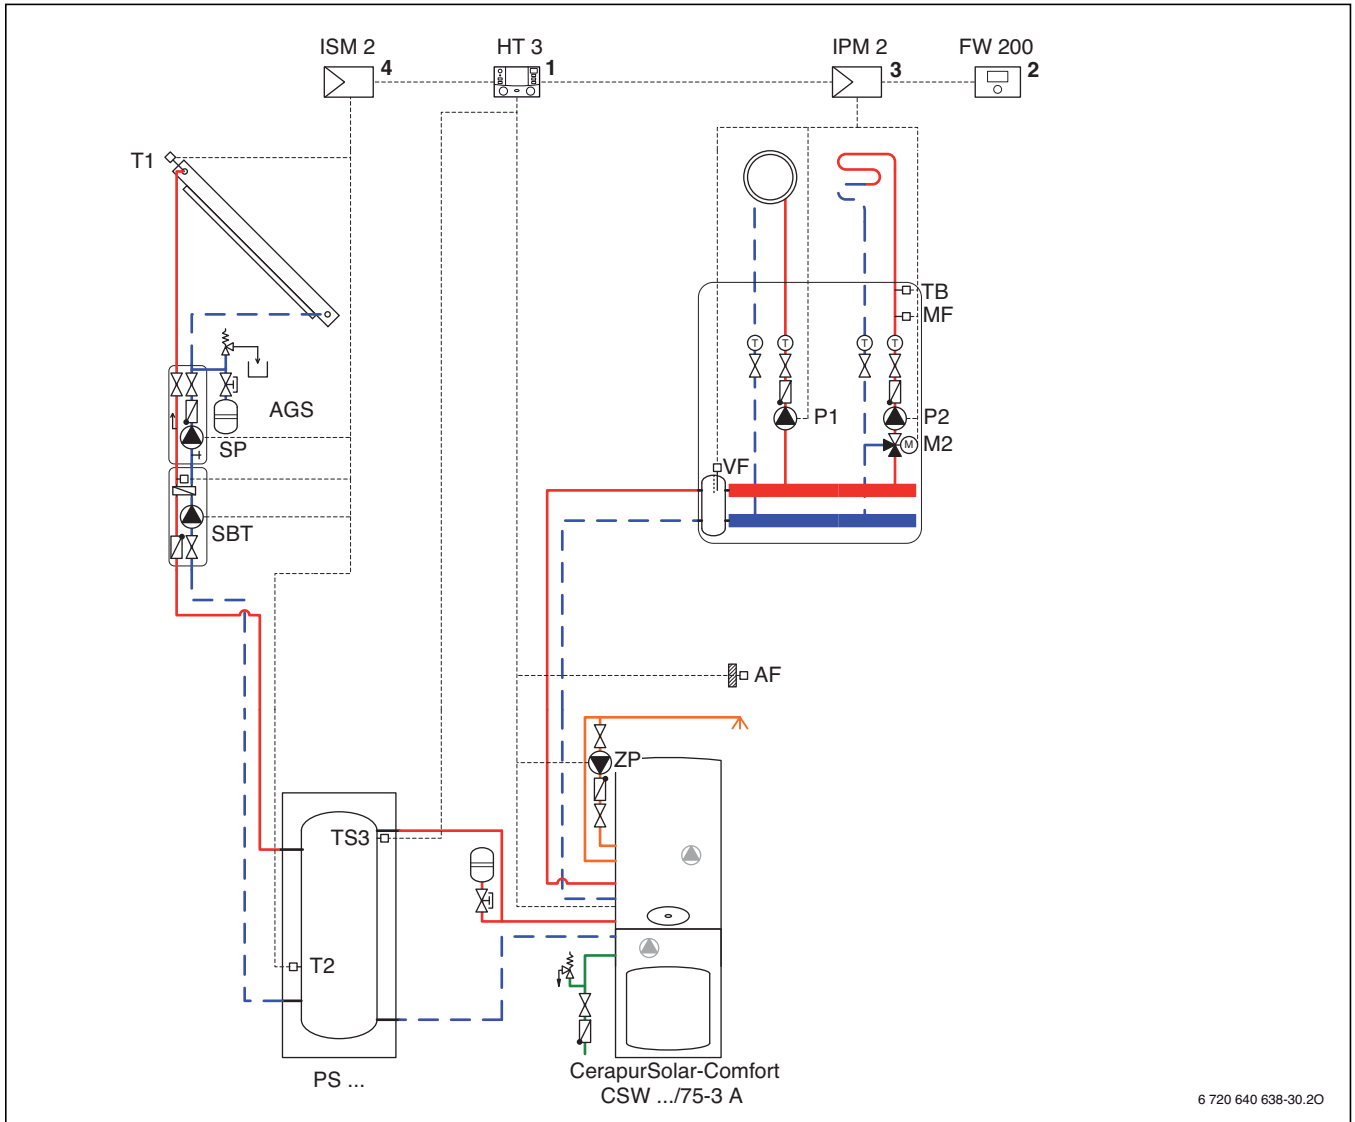 ISM 2
4
HT 3
1
IPM 2
3
FW 200
2
T1
TB
MF
T
T
T
T
AGS
P1
P2
SP
M
M2
VF
SBT
AF
ZP
TS3
T2
CerapurSolar-Comfort
PS ...
CSW .../75-3 A
6 720 640 638-30.2O